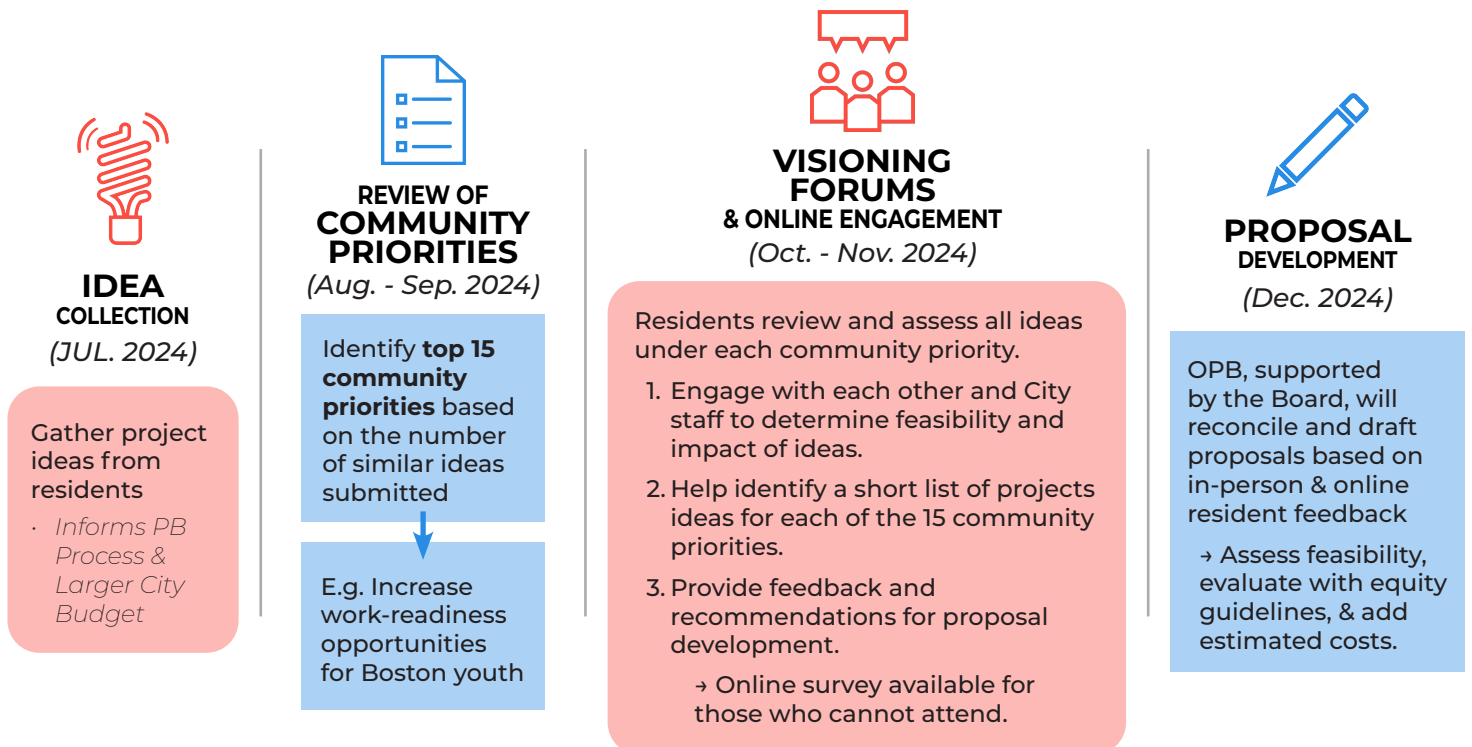 IDEA
COLLECTION
(JUL. 2024)
Gather project
ideas from
residents
· Informs PB
Process &
Larger City
Budget
REVIEW OF
COMMUNITY
PRIORITIES
(Aug. - Sep. 2024)
Identify top 15
community
priorities based
on the number
of similar ideas
submitted
E.g. Increase
work-readiness
opportunities
for Boston youth
VISIONING
FORUMS
& ONLINE ENGAGEMENT
(Oct. - Nov. 2024)
Residents review and assess all ideas
under each community priority.
1. Engage with each other and City
staff to determine feasibility and
impact of ideas.
2. Help identify a short list of projects
ideas for each of the 15 community
priorities.
3. Provide feedback and
recommendations for proposal
development.
→ Online survey available for
those who cannot attend.
PROPOSAL
DEVELOPMENT
(Dec. 2024)
OPB, supported
by the Board, will
reconcile and draft
proposals based on
in-person & online
resident feedback
→ Assess feasibility,
evaluate with equity
guidelines, & add
estimated costs.